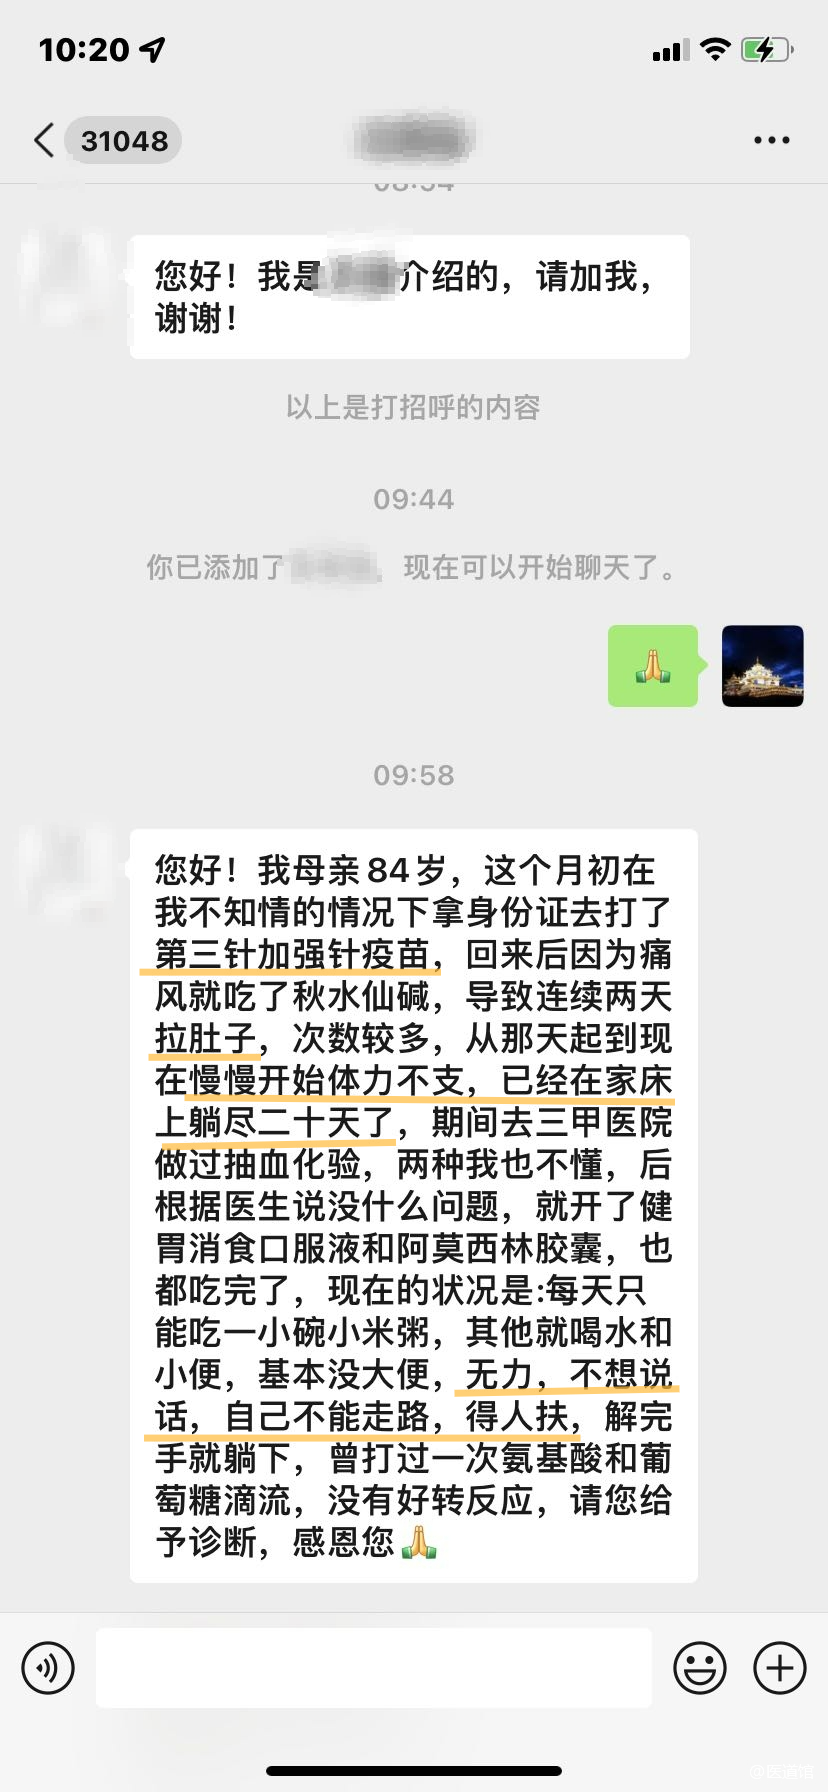 10:20
31048
08:54
您好！我是
介绍的，请加我，
谢谢！
以上是打招呼的内容
09:44
你已添加了
现在可以开始聊天了。
09:58
您好！我母亲84岁，这个月初在
我不知情的情况下拿身份证去打了
第三针加强针疫苗，回来后因为痛
风就吃了秋水仙碱，导致连续两天
拉肚子，次数较多，从那天起到现
在慢慢开始体力不支，已经在家床
上躺尽二十天了，期间去三甲医院
做过抽血化验，两种我也不懂，后
根据医生说没什么问题，就开了健
胃消食口服液和阿莫西林胶囊，也
都吃完了，现在的状况是:每天只
能吃一小碗小米粥，其他就喝水和
小便，基本没大便，无力，不想说
话，自己不能走路，得人扶，解完
手就躺下，曾打过一次氨基酸和葡
萄糖滴流，没有好转反应，请您给
予诊断，感恩您🙏